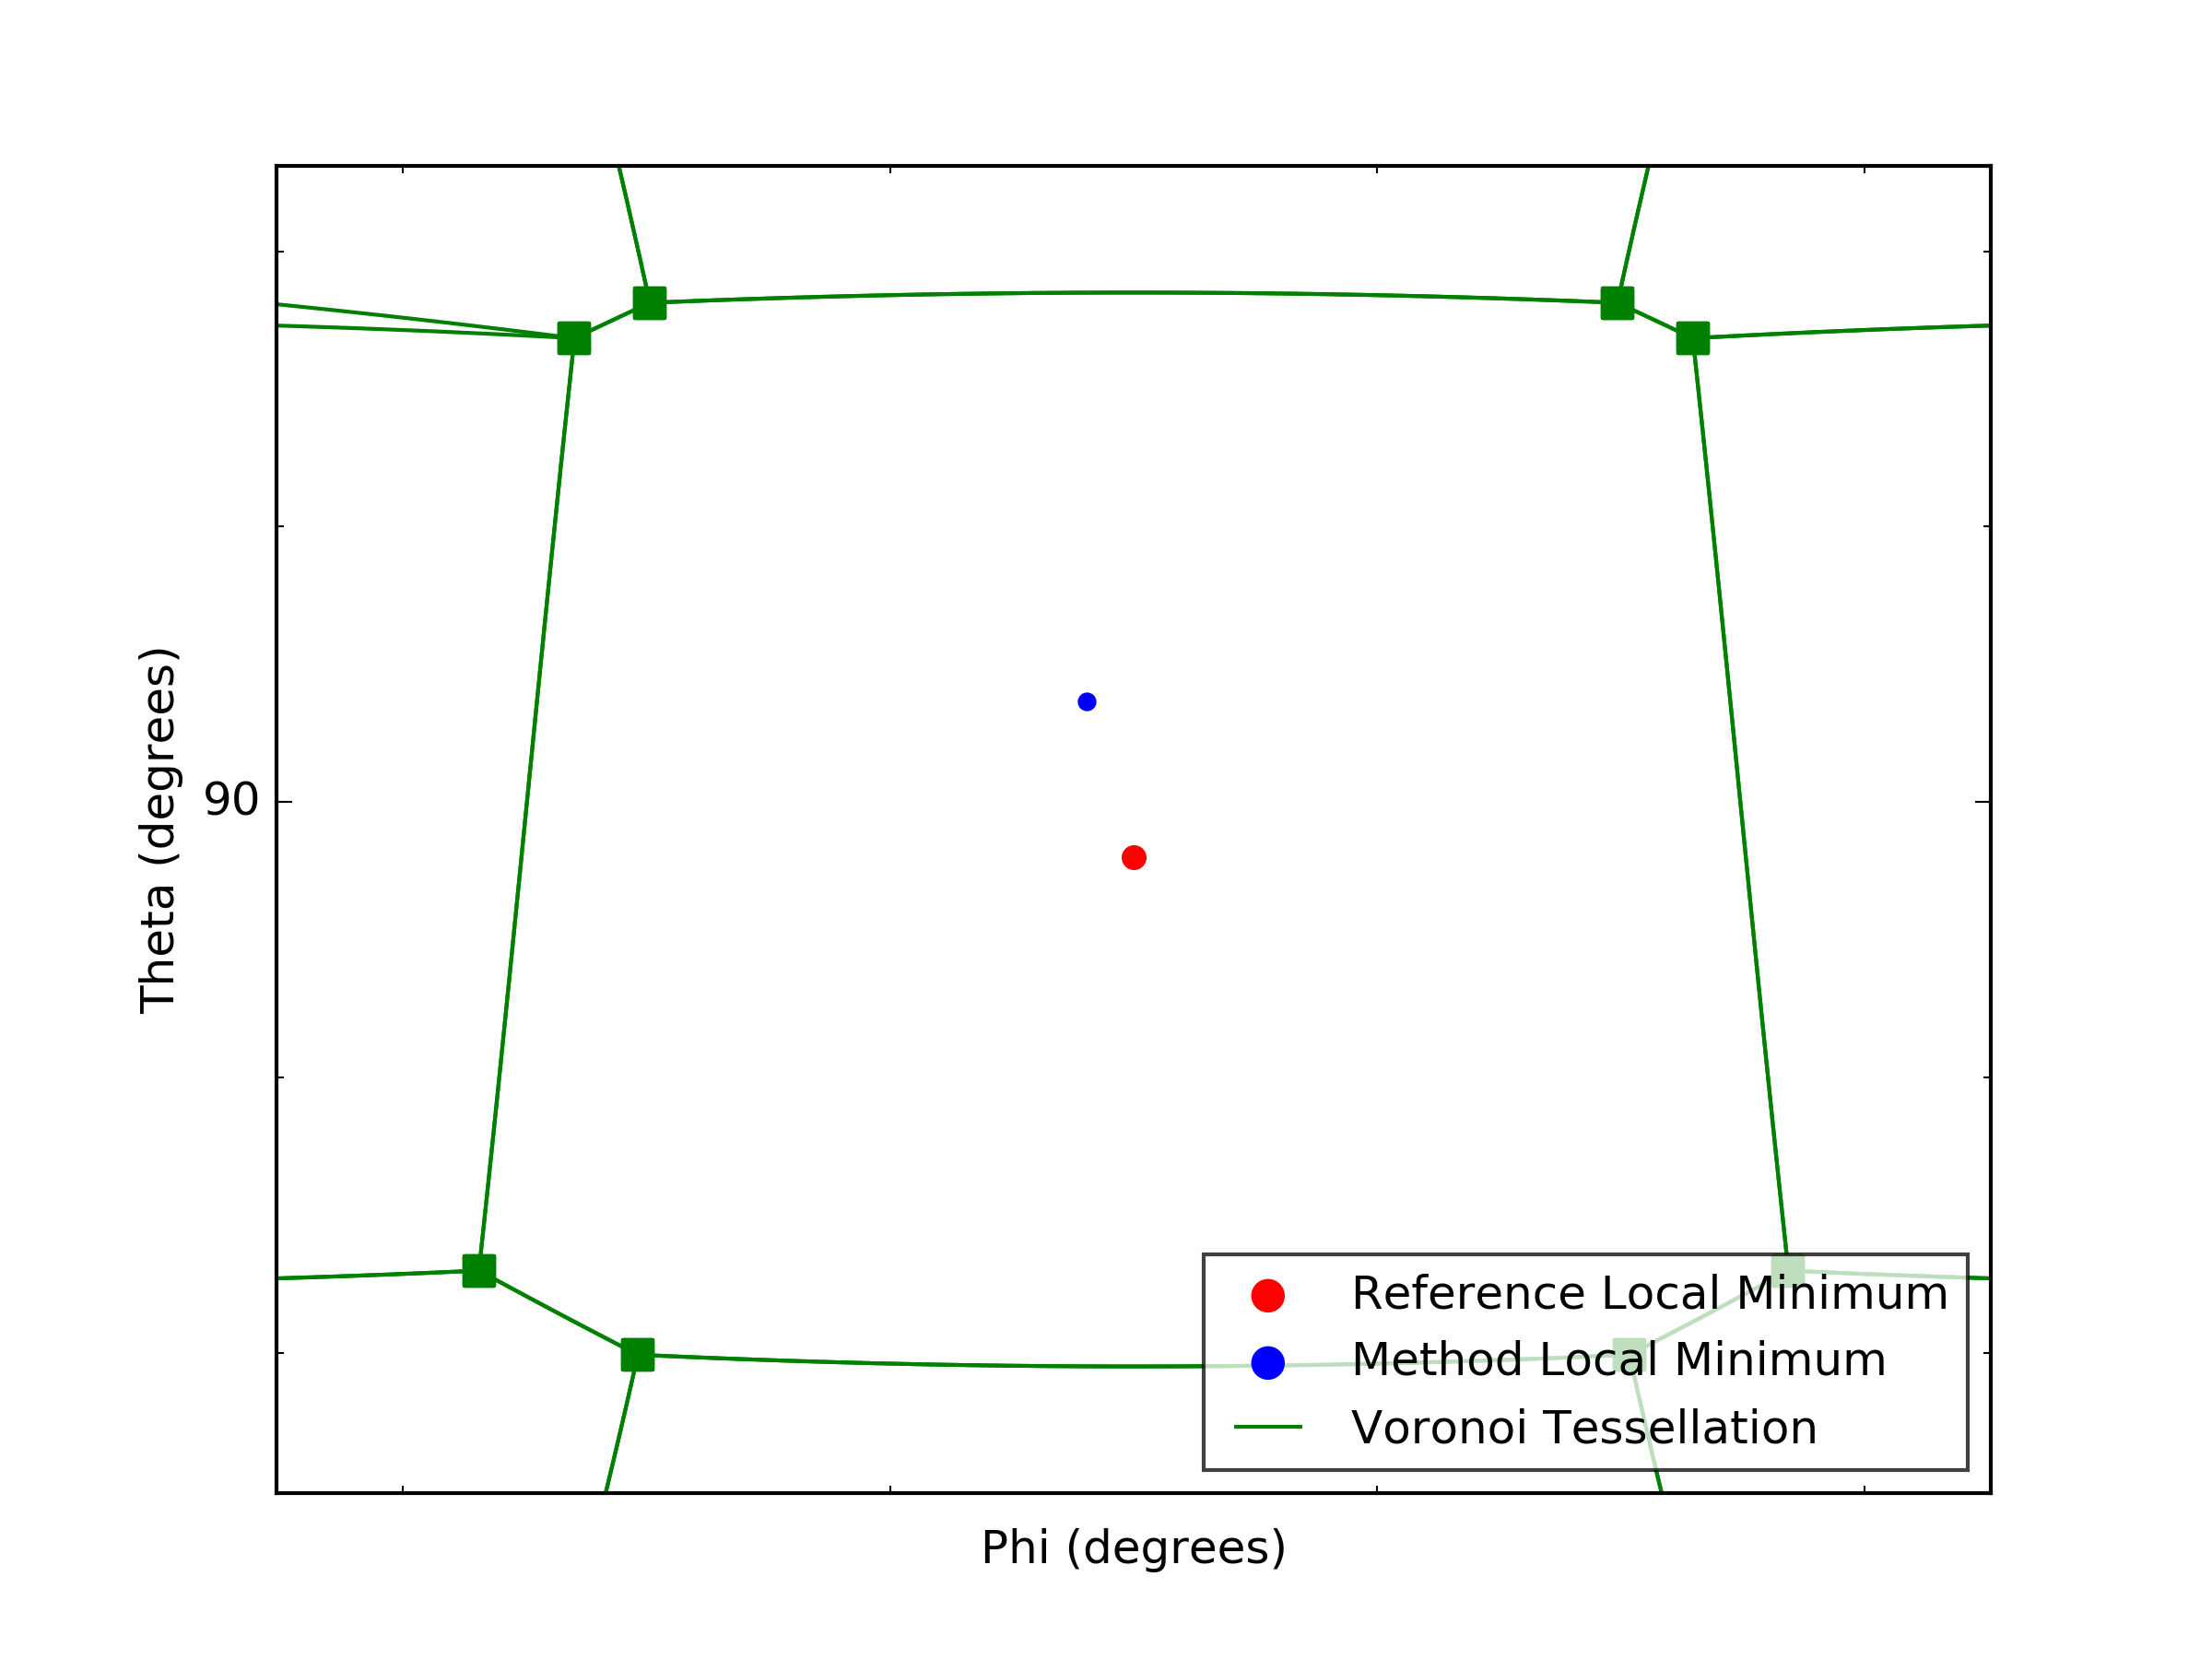 Theta (degrees)
90
Reference Local Minimum
Method Local Minimum
Voronoi Tessellation
Phi (degrees)